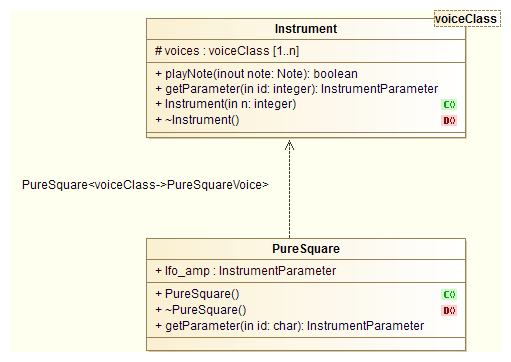 voiceClass
Instrument
# voices : voiceClass [1..n]
+ playNote(inout note: Note): boolean
+ getParameter(in id: integer): InstrumentParameter
+ Instrument(in n: integer) C()
+ ~Instrument() D()
PureSquare<voiceClass->PureSquareVoice>
PureSquare
+ lfo_amp : InstrumentParameter
+ PureSquare() C()
+ ~PureSquare() D()
+ getParameter(in id: char): InstrumentParameter